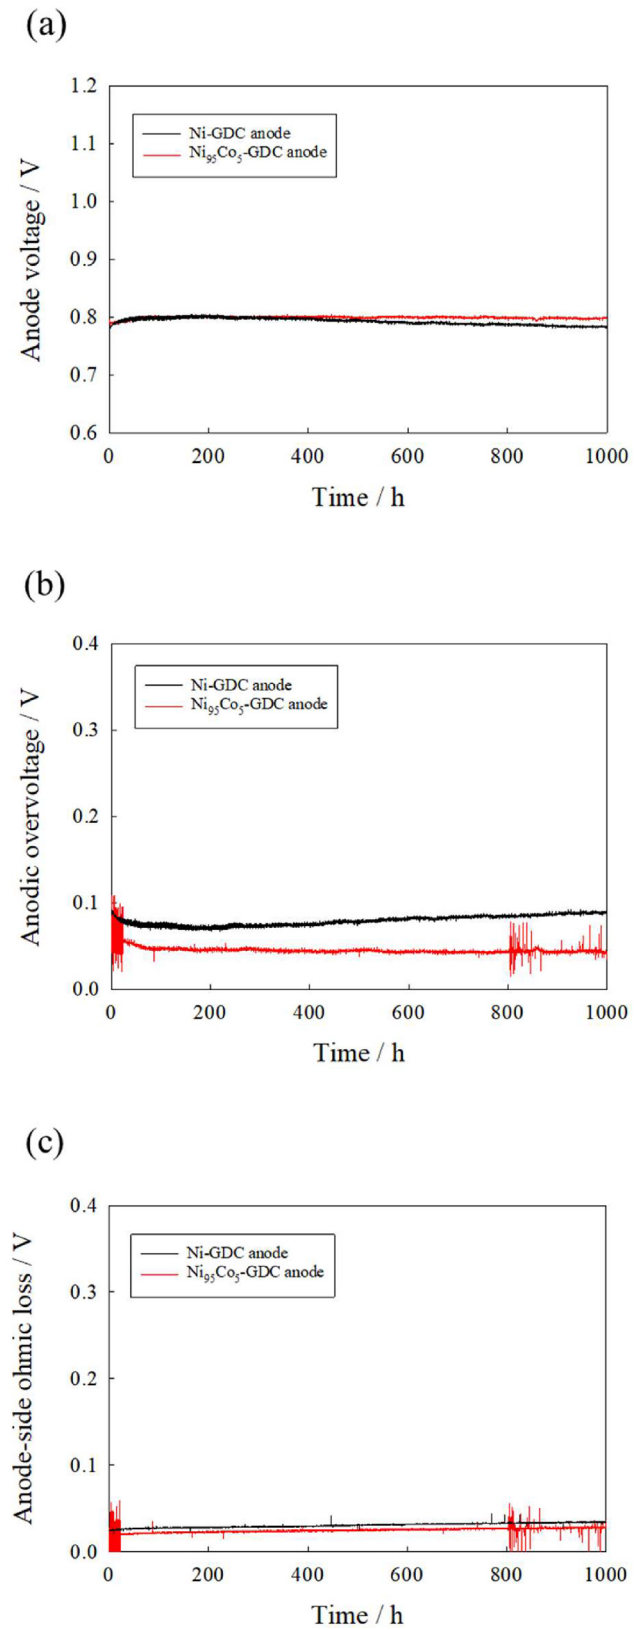 (a)
1.2
1.1
1.0
0.9
0.8
0.7
0.6
Anode voltage / V
Ni-GDC anode
Ni₉₅Co₅-GDC anode
0 200 400 600 800 1000
Time / h
(b)
0.4
0.3
0.2
0.1
0.0
Anodic overvoltage / V
Ni-GDC anode
Ni₉₅Co₅-GDC anode
0 200 400 600 800 1000
Time / h
(c)
0.4
0.3
0.2
0.1
0.0
Anode-side ohmic loss / V
Ni-GDC anode
Ni₉₅Co₅-GDC anode
0 200 400 600 800 1000
Time / h